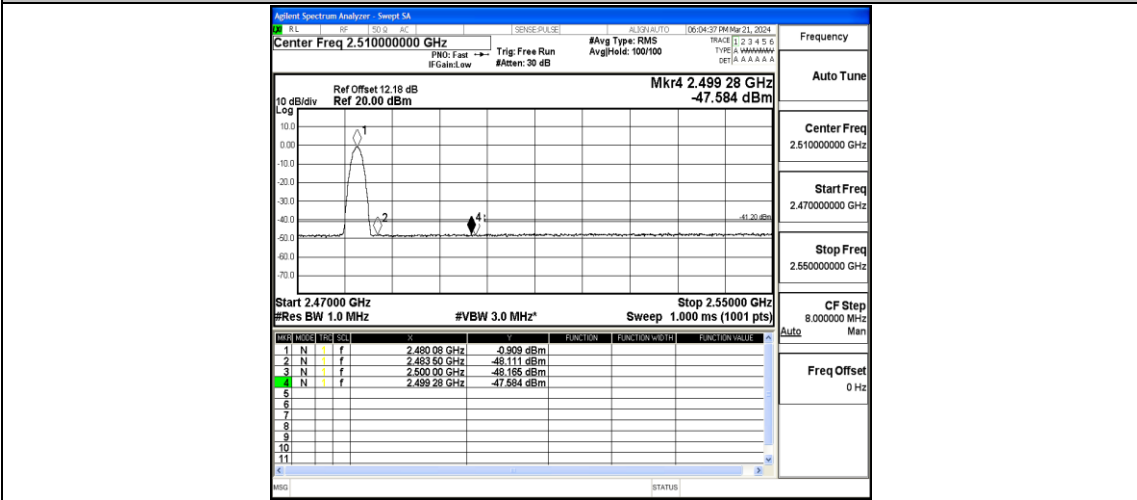 Agilent Spectrum Analyzer - Swept SA
RL RF 50 Ω AC SENSE:PULSE ALIGN AUTO 06:04:37 PM Mar 21, 2024
Center Freq 2.510000000 GHz
PNO: Fast
IFGain:Low
Trig: Free Run
#Atten: 30 dB
#Avg Type: RMS
Avg|Hold: 100/100
TRACE 1 2 3 4 5 6
TYPE A WWWWW
DET A A A A A A
Mkr4 2.499 28 GHz
-47.584 dBm
Ref Offset 12.18 dB
10 dB/div Ref 20.00 dBm
Log
10.0
0.00
-10.0
-20.0
-30.0
-40.0
-50.0
-60.0
-70.0
1
2
4
-41.20 dBm
Start 2.47000 GHz Stop 2.55000 GHz
#Res BW 1.0 MHz #VBW 3.0 MHz* Sweep 1.000 ms (1001 pts)
MKR MODE TRC SCL X Y FUNCTION FUNCTION WIDTH FUNCTION VALUE
1 N 1 f 2.480 08 GHz -0.909 dBm
2 N 1 f 2.483 50 GHz -48.111 dBm
3 N 1 f 2.500 00 GHz -48.165 dBm
4 N 1 f 2.499 28 GHz -47.584 dBm
5
6
7
8
9
10
11
MSG STATUS
Frequency
Auto Tune
Center Freq
2.510000000 GHz
Start Freq
2.470000000 GHz
Stop Freq
2.550000000 GHz
CF Step
8.000000 MHz
Auto Man
Freq Offset
0 Hz